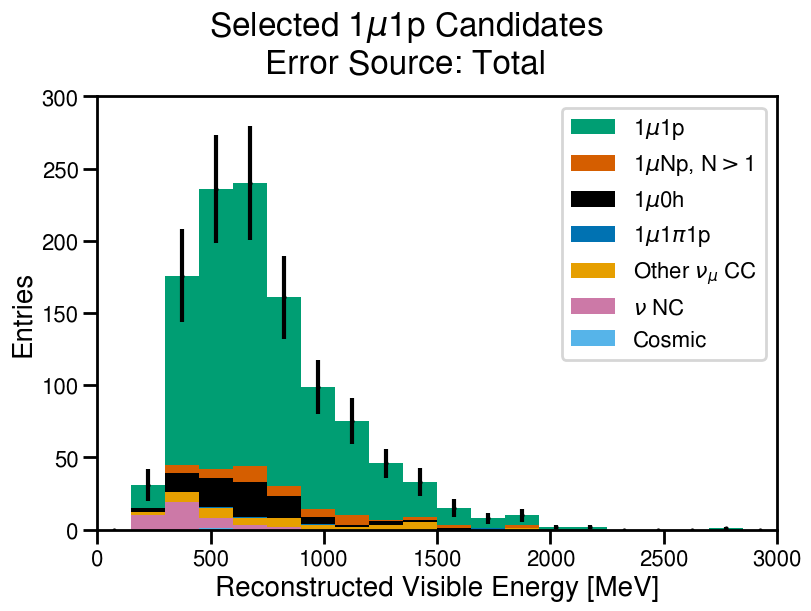 Selected 1μ1p Candidates
Error Source: Total
300
250
200
150
100
50
0
Entries
1μ1p
1μNp, N > 1
1μ0h
1μ1π1p
Other ν_μ CC
ν NC
Cosmic
0 500 1000 1500 2000 2500 3000
Reconstructed Visible Energy [MeV]